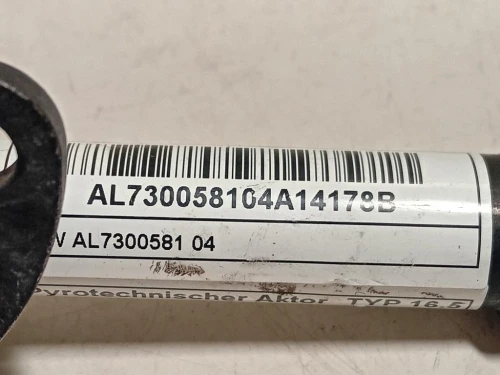 AL730058104A14178B
AL7300581 04
Pyrotechnischer Aktor TYP 16.5